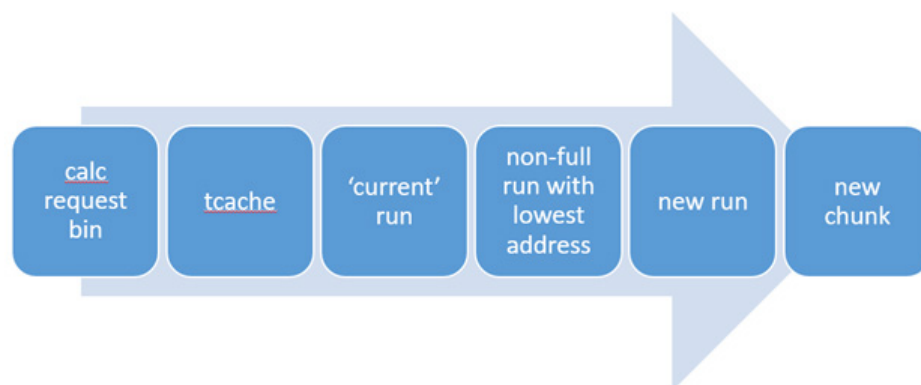 calc
request
bin
tcache
‘current’
run
non-full
run with
lowest
address
new run
new
chunk